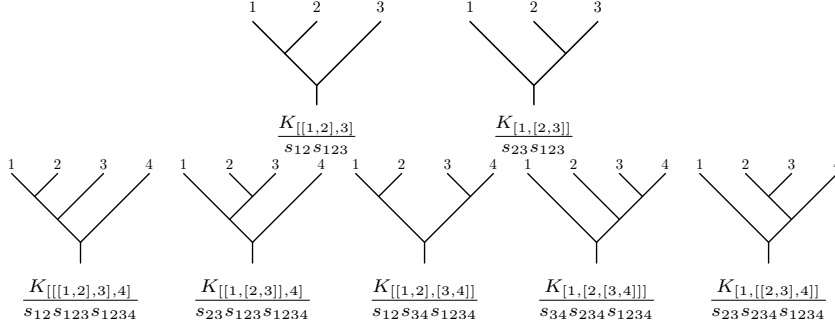 1 2 3 1 2 3
K_{[[1,2],3]} K_{[1,[2,3]]}
s_{12}s_{123} s_{23}s_{123}
1 2 3 4 1 2 3 4 1 2 3 4 1 2 3 4 1 2 3 4
K_{[[[1,2],3],4]} K_{[[1,[2,3]],4]} K_{[[1,2],[3,4]]} K_{[1,[2,[3,4]]]} K_{[1,[[2,3],4]]}
s_{12}s_{123}s_{1234} s_{23}s_{123}s_{1234} s_{12}s_{34}s_{1234} s_{34}s_{234}s_{1234} s_{23}s_{234}s_{1234}